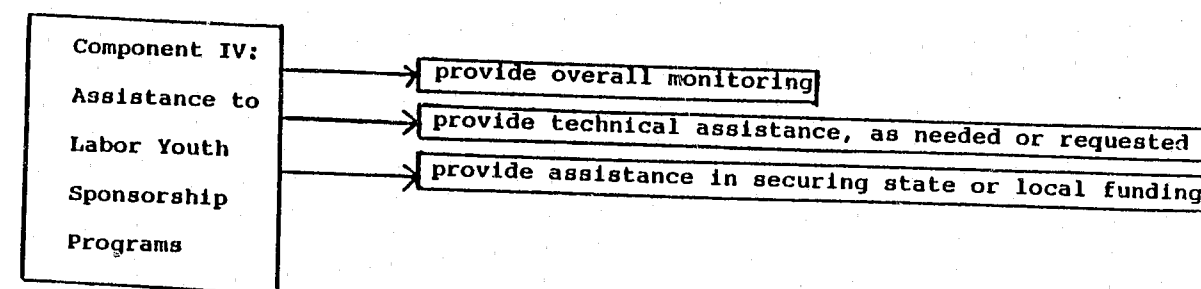 Component IV:
Assistance to
Labor Youth
Sponsorship
Programs
provide overall monitoring
provide technical assistance, as needed or requested
provide assistance in securing state or local funding